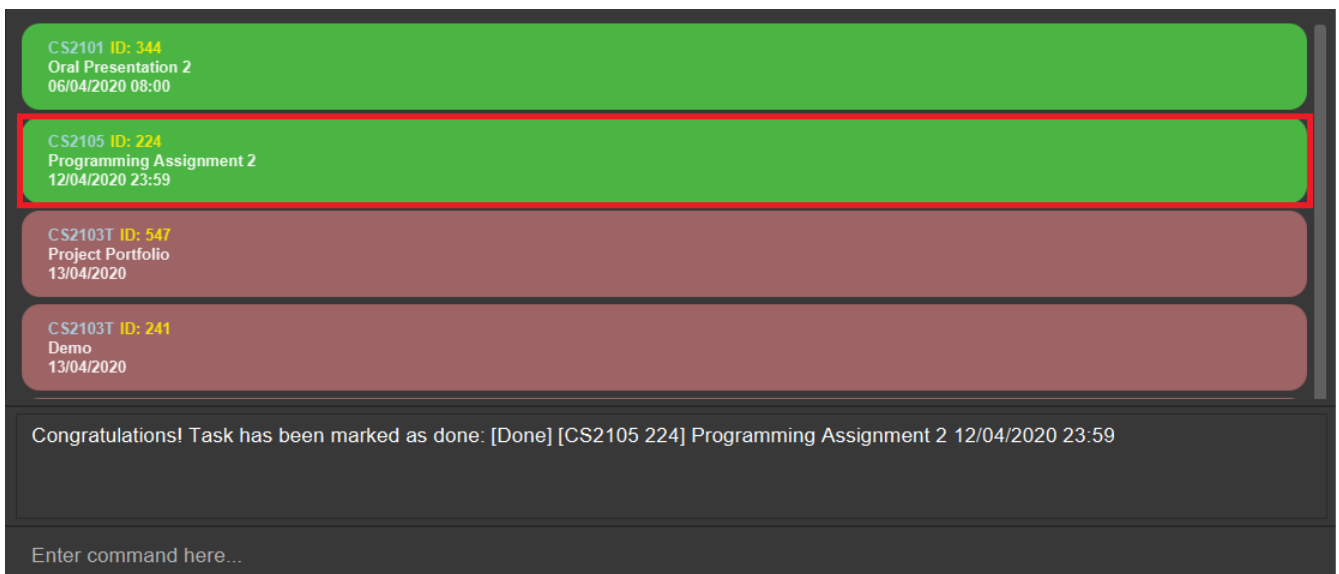 CS2101 ID: 344
Oral Presentation 2
06/04/2020 08:00
CS2105 ID: 224
Programming Assignment 2
12/04/2020 23:59
CS2103T ID: 547
Project Portfolio
13/04/2020
CS2103T ID: 241
Demo
13/04/2020
Congratulations! Task has been marked as done: [Done] [CS2105 224] Programming Assignment 2 12/04/2020 23:59
Enter command here...